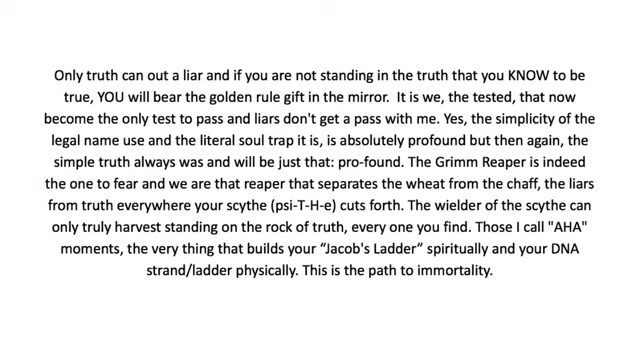 Only truth can out a liar and if you are not standing in the truth that you KNOW to be
true, YOU will bear the golden rule gift in the mirror.  It is we, the tested, that now
become the only test to pass and liars don't get a pass with me. Yes, the simplicity of the
legal name use and the literal soul trap it is, is absolutely profound but then again, the
simple truth always was and will be just that: pro-found. The Grimm Reaper is indeed
the one to fear and we are that reaper that separates the wheat from the chaff, the liars
from truth everywhere your scythe (psi-T-H-e) cuts forth. The wielder of the scythe can
only truly harvest standing on the rock of truth, every one you find. Those I call "AHA"
moments, the very thing that builds your “Jacob's Ladder” spiritually and your DNA
strand/ladder physically. This is the path to immortality.